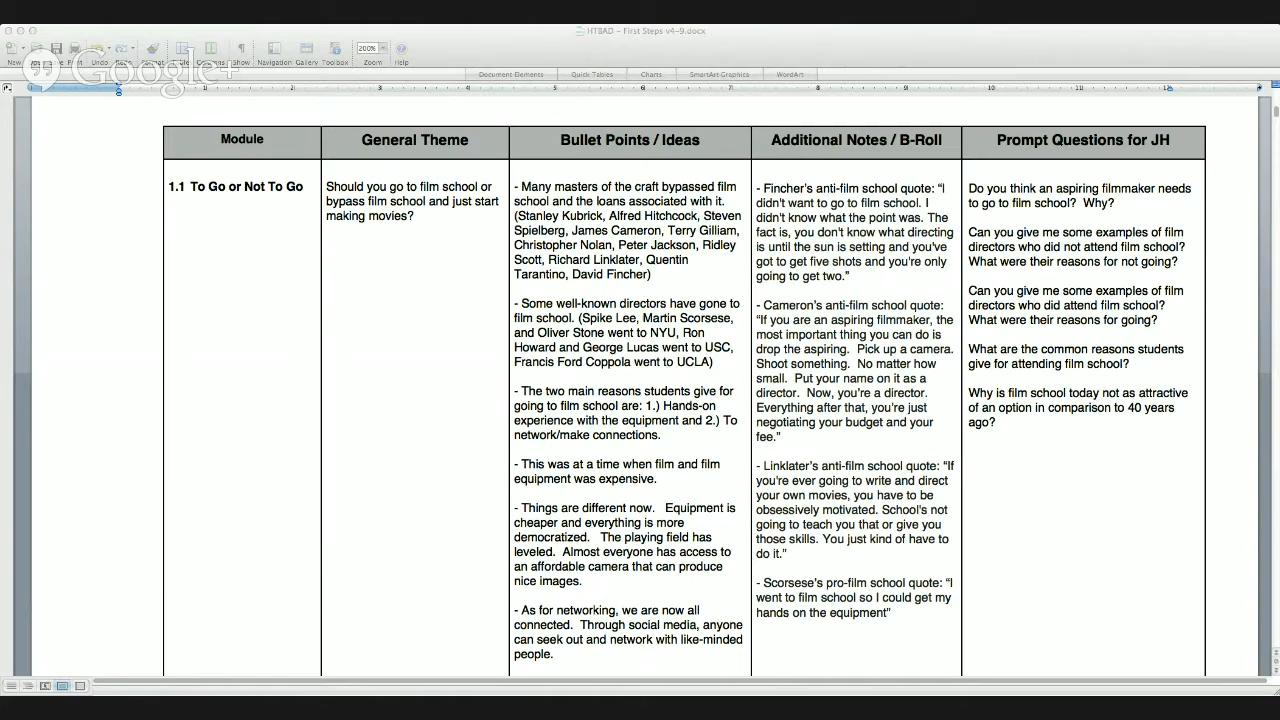 HTBAD – First Steps v4-9.docx
200%
New
Undo
Show
Navigation
Gallery
Toolbox
Zoom
Help
Google+
Document Elements
Quick Tables
Charts
SmartArt Graphics
WordArt
Module
General Theme
Bullet Points / Ideas
Additional Notes / B-Roll
Prompt Questions for JH
1.1 To Go or Not To Go
Should you go to film school or
bypass film school and just start
making movies?
- Many masters of the craft bypassed film
school and the loans associated with it.
(Stanley Kubrick, Alfred Hitchcock, Steven
Spielberg, James Cameron, Terry Gilliam,
Christopher Nolan, Peter Jackson, Ridley
Scott, Richard Linklater, Quentin
Tarantino, David Fincher)
- Some well-known directors have gone to
film school. (Spike Lee, Martin Scorsese,
and Oliver Stone went to NYU, Ron
Howard and George Lucas went to USC,
Francis Ford Coppola went to UCLA)
- The two main reasons students give for
going to film school are: 1.) Hands-on
experience with the equipment and 2.) To
network/make connections.
- This was at a time when film and film
equipment was expensive.
- Things are different now. Equipment is
cheaper and everything is more
democratized. The playing field has
leveled. Almost everyone has access to
an affordable camera that can produce
nice images.
- As for networking, we are now all
connected. Through social media, anyone
can seek out and network with like-minded
people.
- Fincher's anti-film school quote: “I
didn't want to go to film school. I
didn't know what the point was. The
fact is, you don't know what directing
is until the sun is setting and you've
got to get five shots and you're only
going to get two.”
- Cameron's anti-film school quote:
“If you are an aspiring filmmaker, the
most important thing you can do is
drop the aspiring. Pick up a camera.
Shoot something. No matter how
small. Put your name on it as a
director. Now, you're a director.
Everything after that, you're just
negotiating your budget and your
fee.”
- Linklater's anti-film school quote: “If
you're ever going to write and direct
your own movies, you have to be
obsessively motivated. School's not
going to teach you that or give you
those skills. You just kind of have to
do it.”
- Scorsese's pro-film school quote: “I
went to film school so I could get my
hands on the equipment”
Do you think an aspiring filmmaker needs
to go to film school? Why?
Can you give me some examples of film
directors who did not attend film school?
What were their reasons for not going?
Can you give me some examples of film
directors who did attend film school?
What were their reasons for going?
What are the common reasons students
give for attending film school?
Why is film school today not as attractive
of an option in comparison to 40 years
ago?